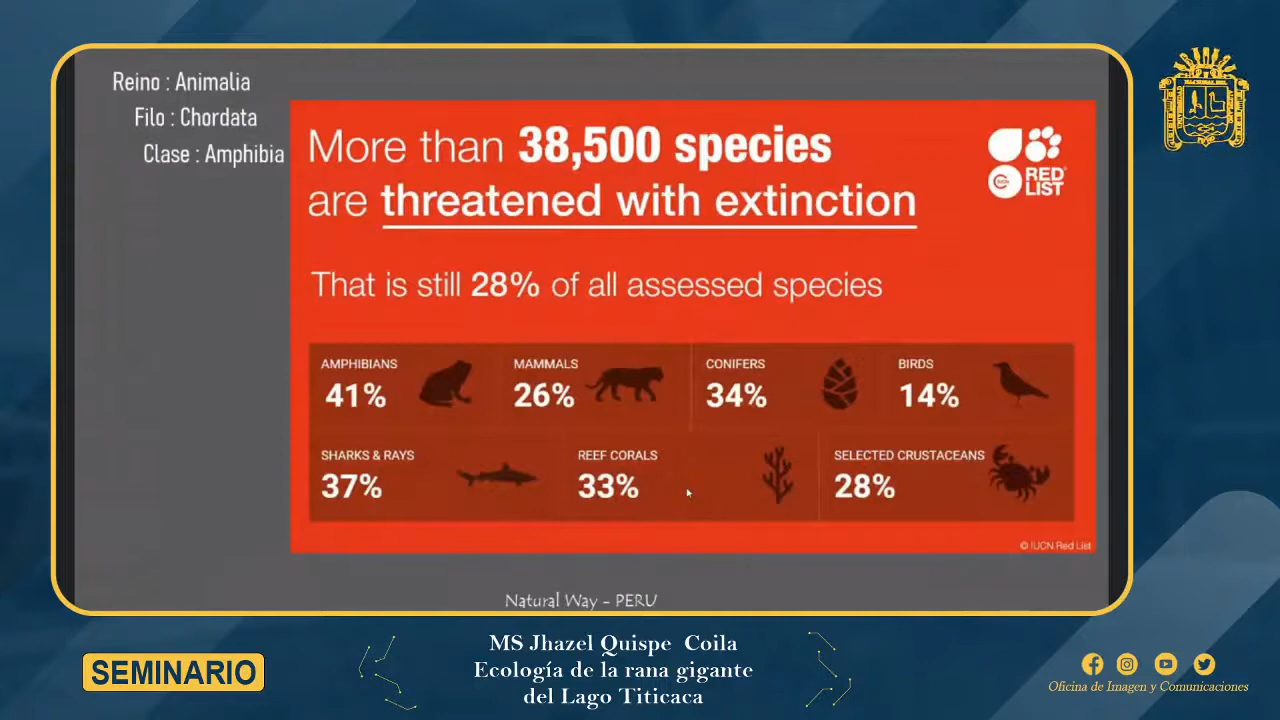 Reino : Animalia
Filo : Chordata
Clase : Amphibia
More than 38,500 species
are threatened with extinction
RED
LIST
That is still 28% of all assessed species
AMPHIBIANS
41%
MAMMALS
26%
CONIFERS
34%
BIRDS
14%
SHARKS & RAYS
37%
REEF CORALS
33%
SELECTED CRUSTACEANS
28%
© IUCN Red List
Natural Way - PERU
SEMINARIO
MS Jhazel Quispe Coila
Ecología de la rana gigante
del Lago Titicaca
Oficina de Imagen y Comunicaciones